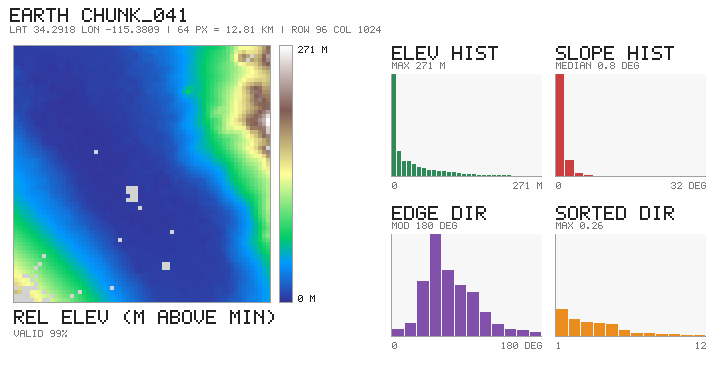 EARTH CHUNK_041
LAT 34.2918 LON -115.3809 | 64 PX = 12.81 KM | ROW 96 COL 1024
271 M
0 M
REL ELEV (M ABOVE MIN)
VALID 99%
ELEV HIST
MAX 271 M
0 271 M
SLOPE HIST
MEDIAN 0.8 DEG
0 32 DEG
EDGE DIR
MOD 180 DEG
0 180 DEG
SORTED DIR
MAX 0.26
1 12